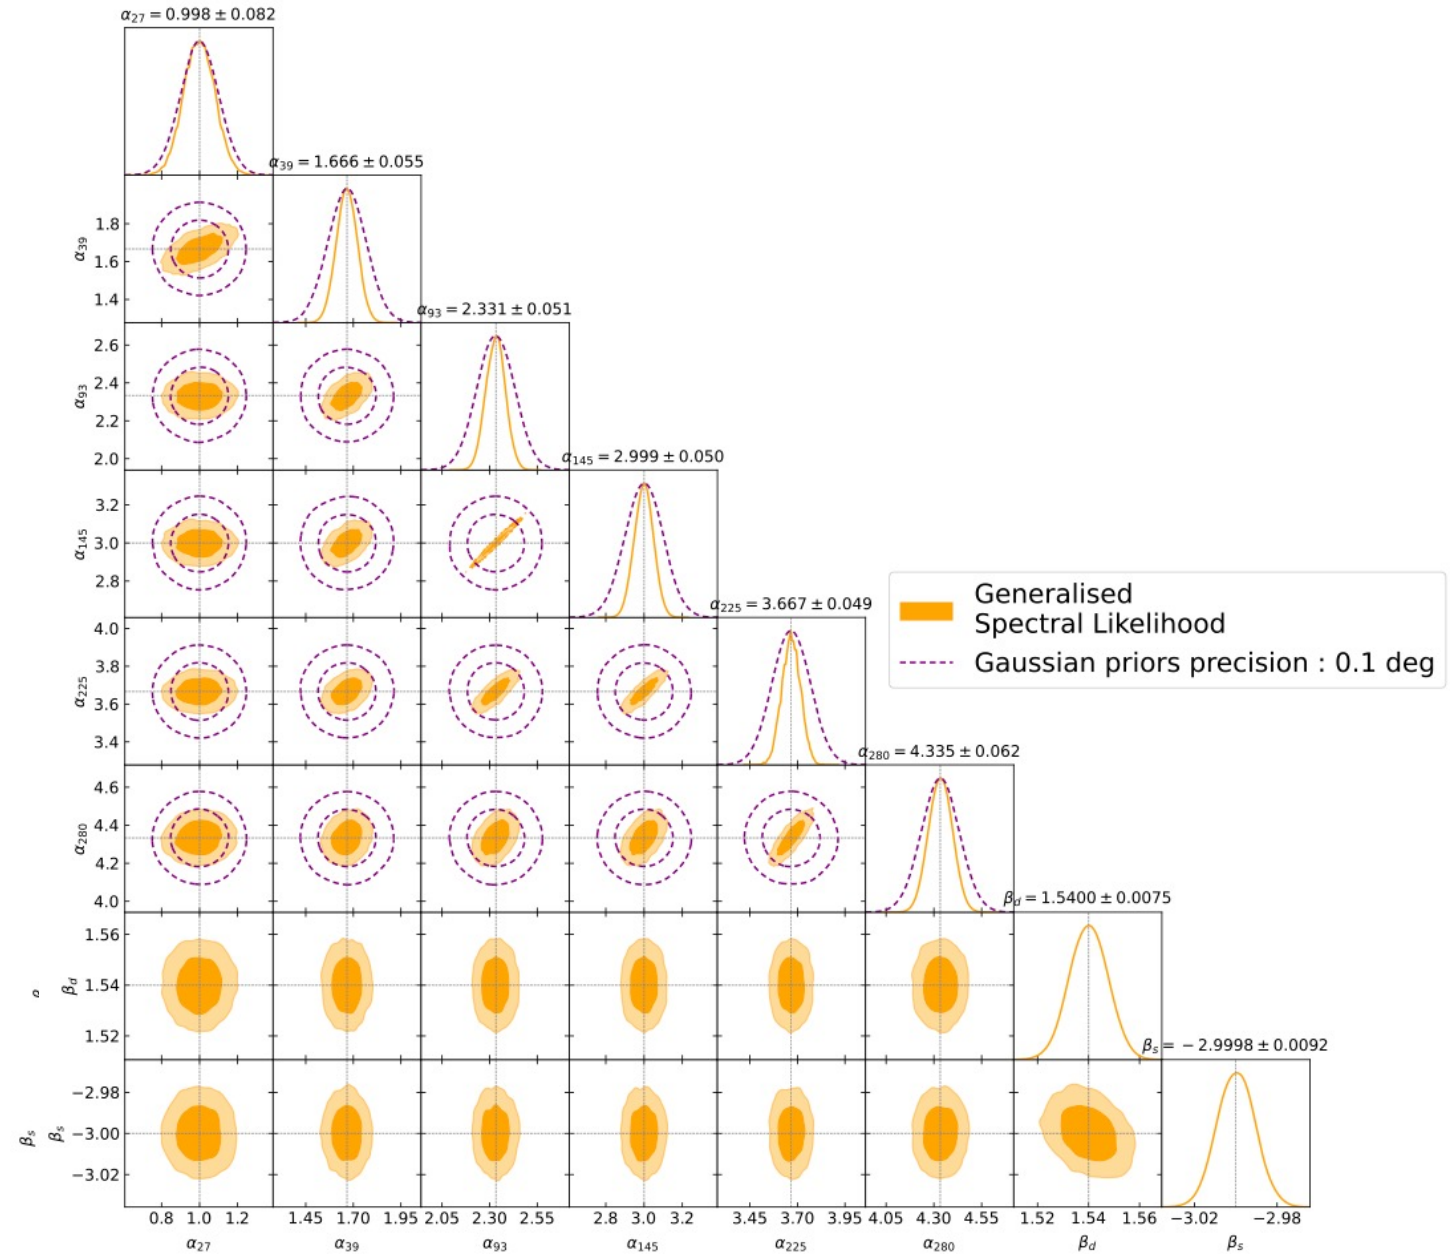 α27 = 0.998 ± 0.082
α39 = 1.666 ± 0.055
1.8
1.6
1.4
α39
α93 = 2.331 ± 0.051
2.6
2.4
2.2
2.0
α93
α145 = 2.999 ± 0.050
3.2
3.0
2.8
α145
α225 = 3.667 ± 0.049
4.0
3.8
3.6
3.4
α225
Generalised
Spectral Likelihood
Gaussian priors precision : 0.1 deg
α280 = 4.335 ± 0.062
4.6
4.4
4.2
4.0
α280
βd = 1.5400 ± 0.0075
1.56
1.54
1.52
βd
βs = −2.9998 ± 0.0092
−2.98
−3.00
−3.02
βs
βs
0.8 1.0 1.2 1.45 1.70 1.95 2.05 2.30 2.55 2.8 3.0 3.2 3.45 3.70 3.95 4.05 4.30 4.55 1.52 1.54 1.56 −3.02 −2.98
α27 α39 α93 α145 α225 α280 βd βs